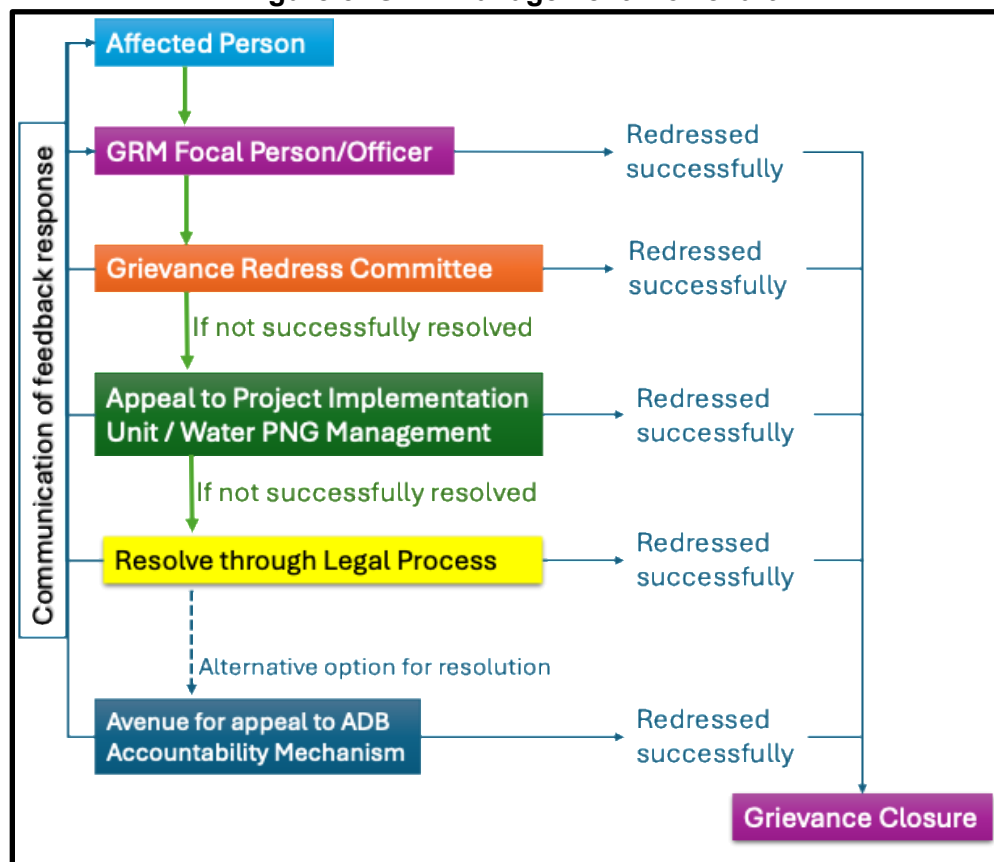 Affected Person
GRM Focal Person/Officer
Redressed
successfully
Grievance Redress Committee
Redressed
successfully
If not successfully resolved
Appeal to Project Implementation
Unit / Water PNG Management
Redressed
successfully
If not successfully resolved
Resolve through Legal Process
Redressed
successfully
Alternative option for resolution
Avenue for appeal to ADB
Accountability Mechanism
Redressed
successfully
Grievance Closure
Communication of feedback response